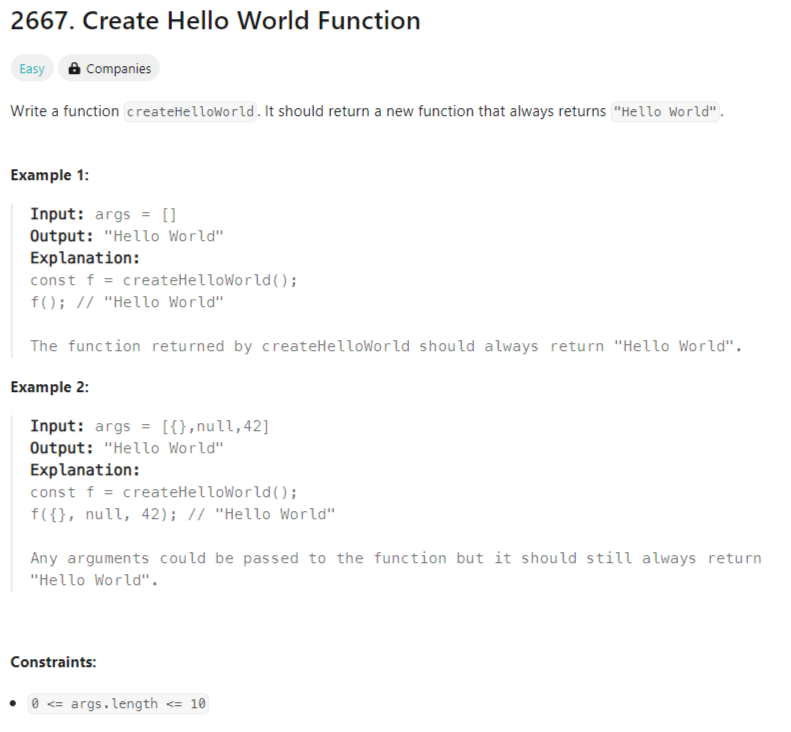 2667. Create Hello World Function
Easy
Companies
Write a function createHelloWorld. It should return a new function that always returns "Hello World".
Example 1:
Input: args = []
Output: "Hello World"
Explanation:
const f = createHelloWorld();
f(); // "Hello World"
The function returned by createHelloWorld should always return "Hello World".
Example 2:
Input: args = [{},null,42]
Output: "Hello World"
Explanation:
const f = createHelloWorld();
f({}, null, 42); // "Hello World"
Any arguments could be passed to the function but it should still always return
"Hello World".
Constraints:
• 0 <= args.length <= 10